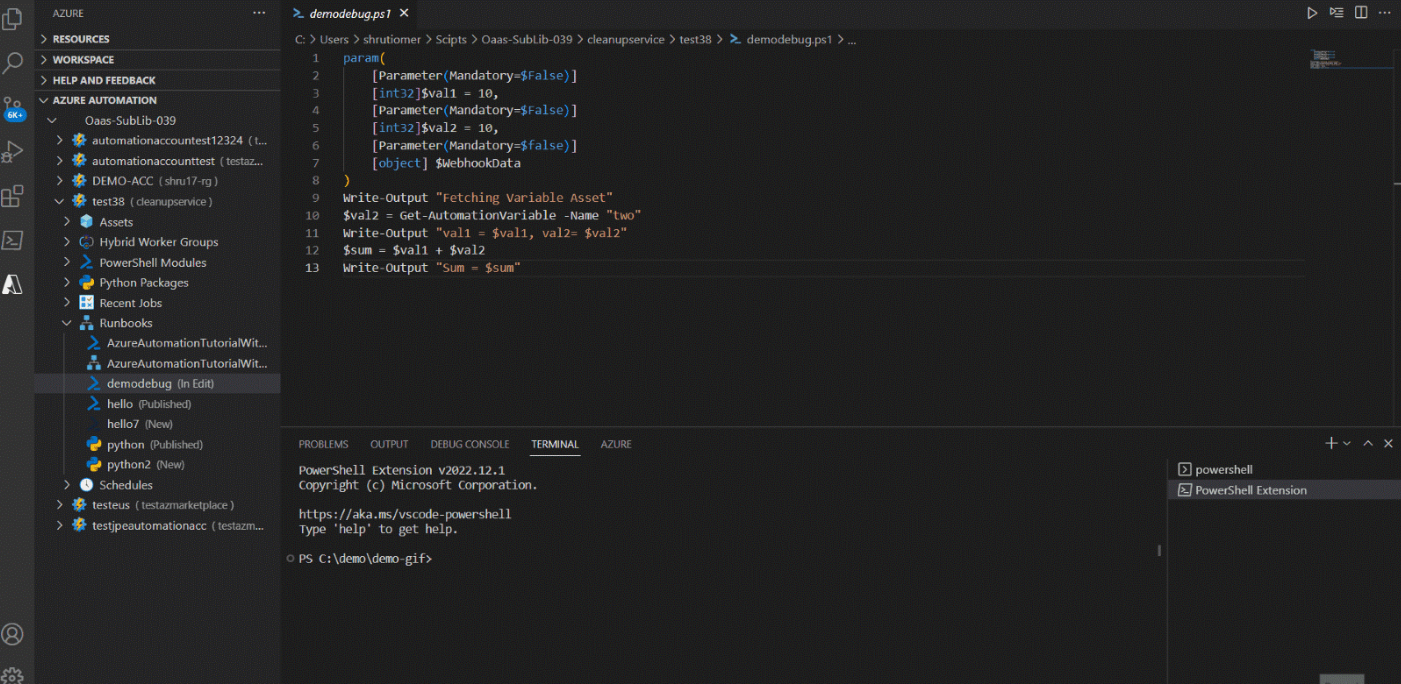 AZURE
RESOURCES
WORKSPACE
HELP AND FEEDBACK
AZURE AUTOMATION
Oaas-SubLib-039
automationaccountest12324 ( t...
automationaccounttest ( testaz...
DEMO-ACC ( shru17-rg )
test38 ( cleanupservice )
Assets
Hybrid Worker Groups
PowerShell Modules
Python Packages
Recent Jobs
Runbooks
AzureAutomationTutorialWit...
AzureAutomationTutorialWit...
demodebug (In Edit)
hello (Published)
hello7 (New)
python (Published)
python2 (New)
Schedules
testeus ( testazmarketplace )
testjpeautomationacc ( testazm...
6K+
demodebug.ps1
C: > Users > shrutiomer > Scipts > Oaas-SubLib-039 > cleanupservice > test38 > demodebug.ps1 > ...
1 param(
2 [Parameter(Mandatory=$False)]
3 [int32]$val1 = 10,
4 [Parameter(Mandatory=$False)]
5 [int32]$val2 = 10,
6 [Parameter(Mandatory=$false)]
7 [object] $WebhookData
8 )
9 Write-Output "Fetching Variable Asset"
10 $val2 = Get-AutomationVariable -Name "two"
11 Write-Output "val1 = $val1, val2= $val2"
12 $sum = $val1 + $val2
13 Write-Output "Sum = $sum"
PROBLEMS OUTPUT DEBUG CONSOLE TERMINAL AZURE
PowerShell Extension v2022.12.1
Copyright (c) Microsoft Corporation.
https://aka.ms/vscode-powershell
Type 'help' to get help.
PS C:\demo\demo-gif>
powershell
PowerShell Extension